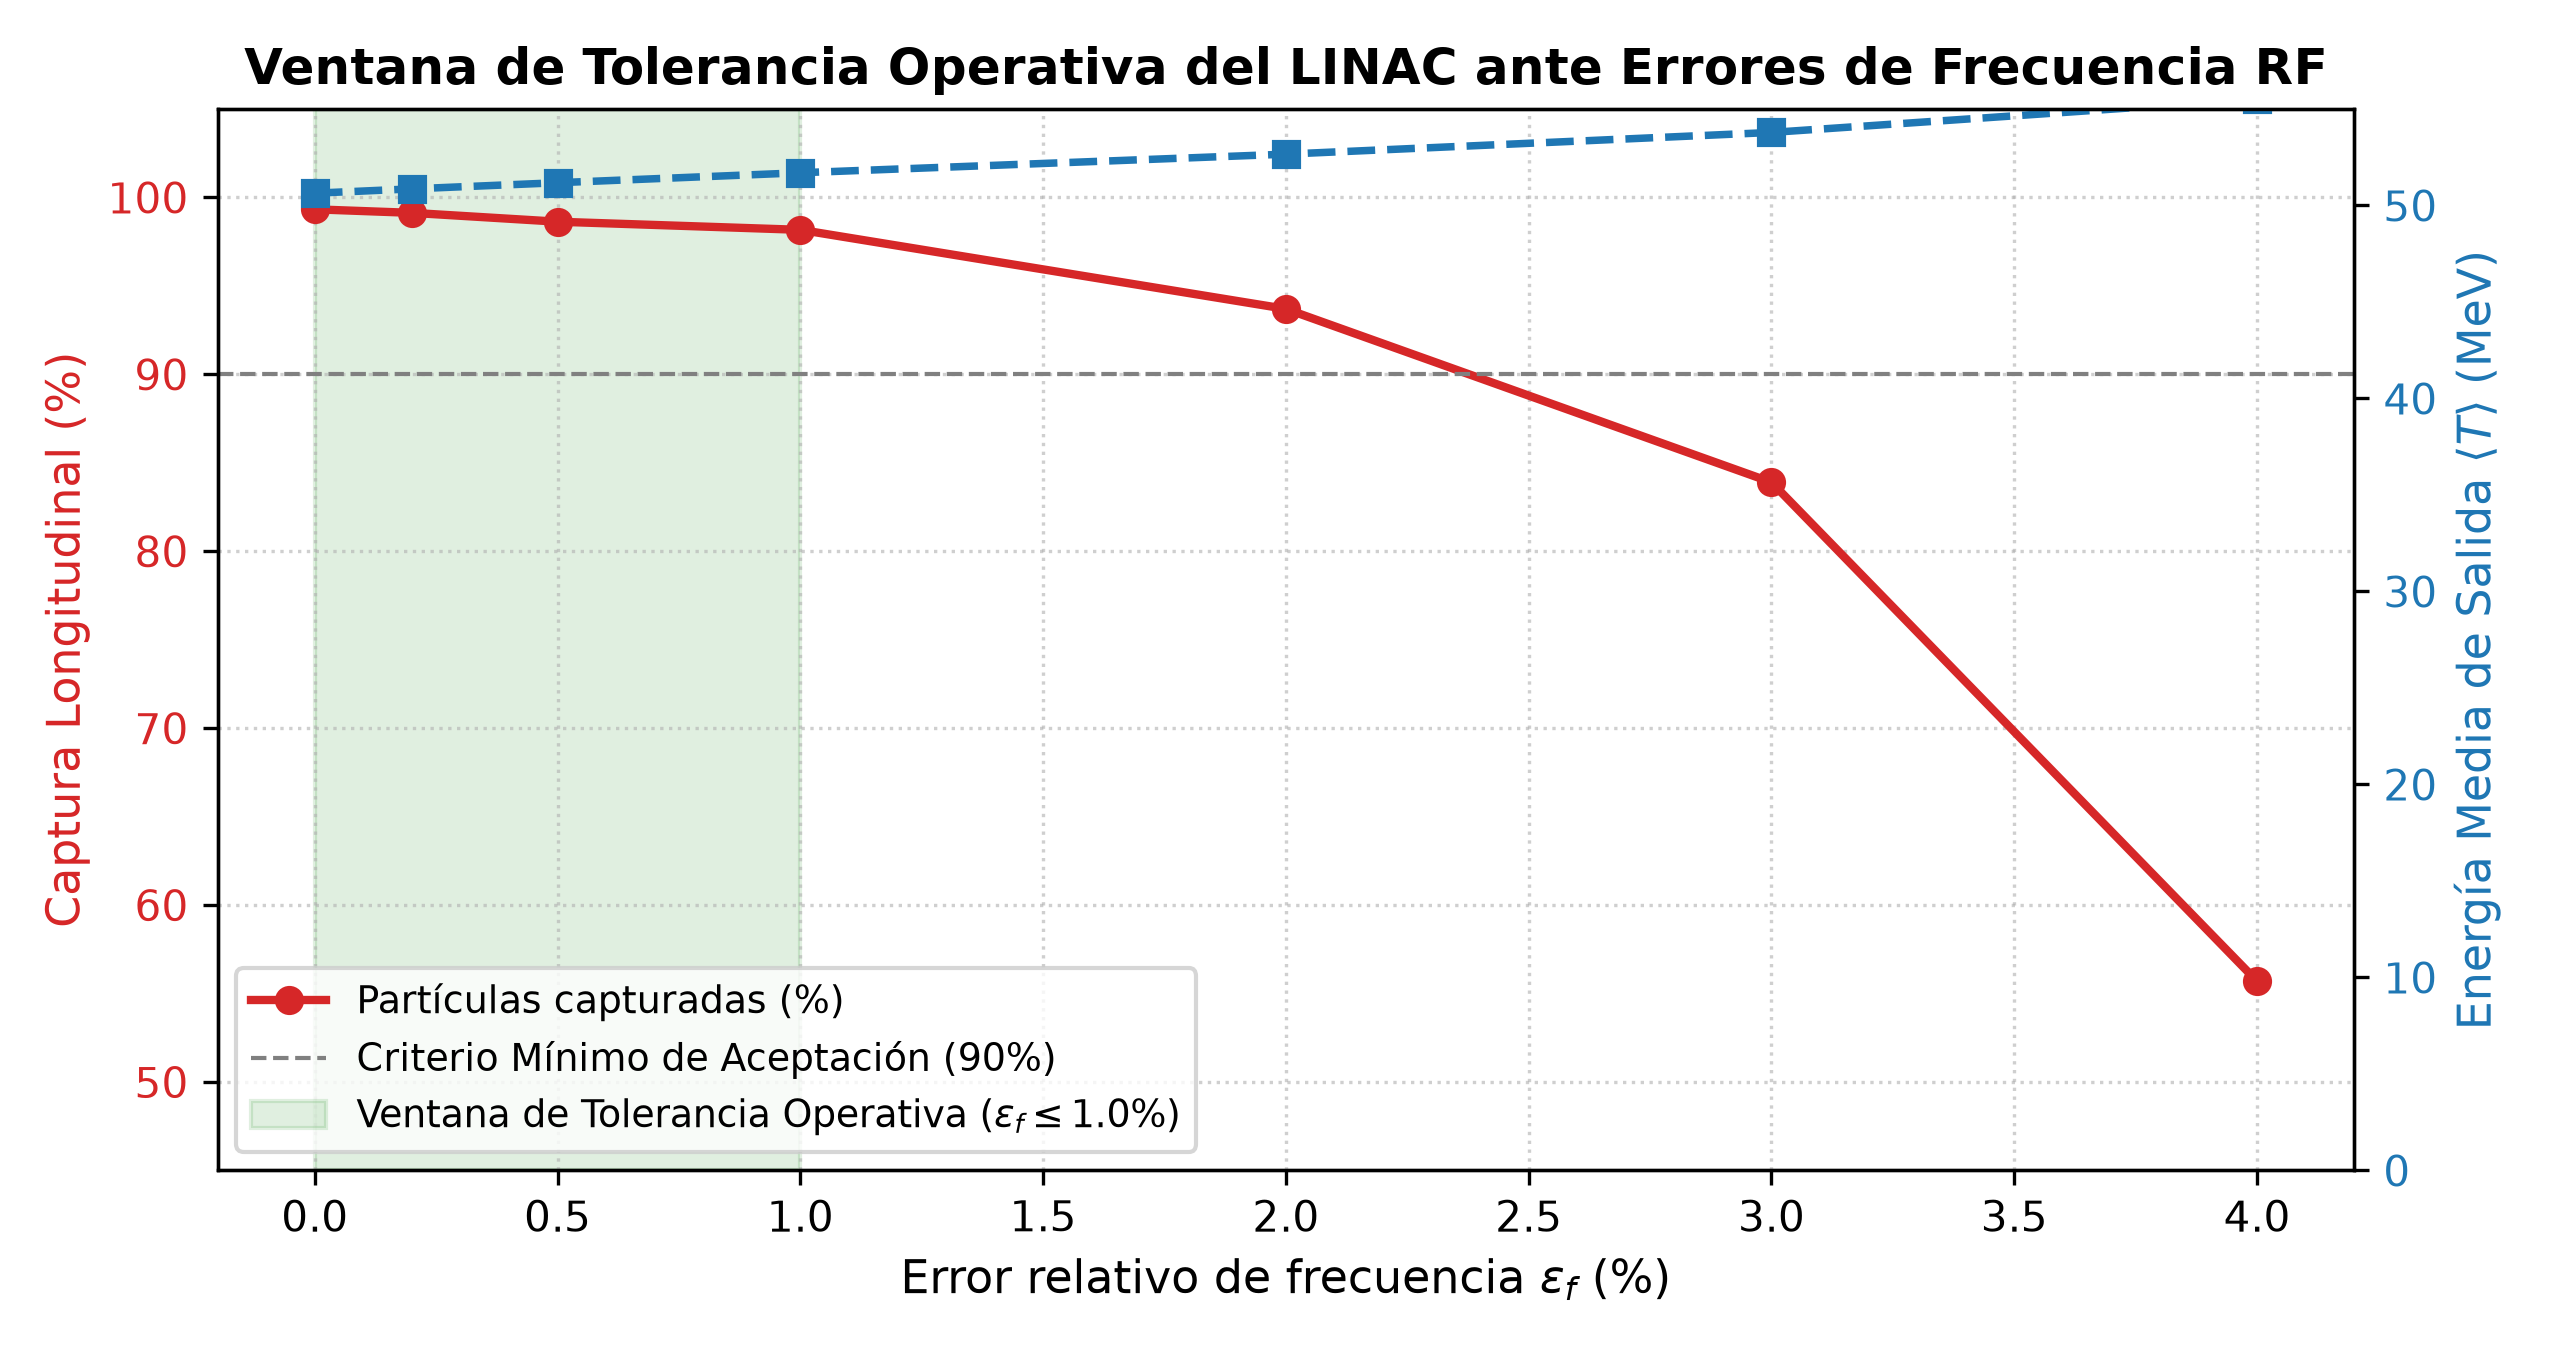 Ventana de Tolerancia Operativa del LINAC ante Errores de Frecuencia RF
Captura Longitudinal (%)
100
90
80
70
60
50
Energía Media de Salida ⟨T⟩ (MeV)
50
40
30
20
10
0
Partículas capturadas (%)
Criterio Mínimo de Aceptación (90%)
Ventana de Tolerancia Operativa (ε_f ≤ 1.0%)
0.0 0.5 1.0 1.5 2.0 2.5 3.0 3.5 4.0
Error relativo de frecuencia ε_f (%)